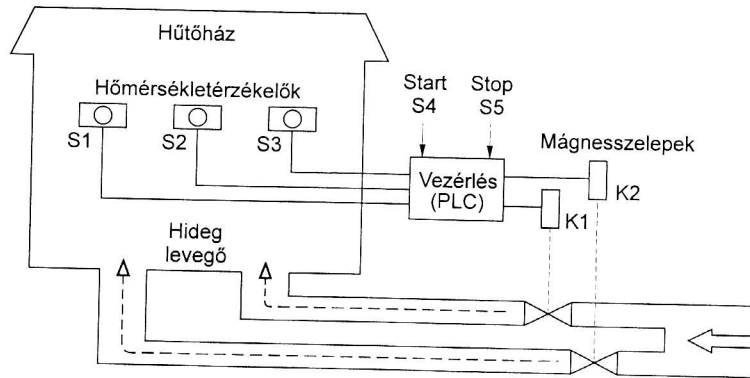 Hűtőház
Hőmérsékletérzékelők
S1
S2
S3
Start
S4
Stop
S5
Vezérlés
(PLC)
Mágnesszelepek
K2
K1
Hideg
levegő